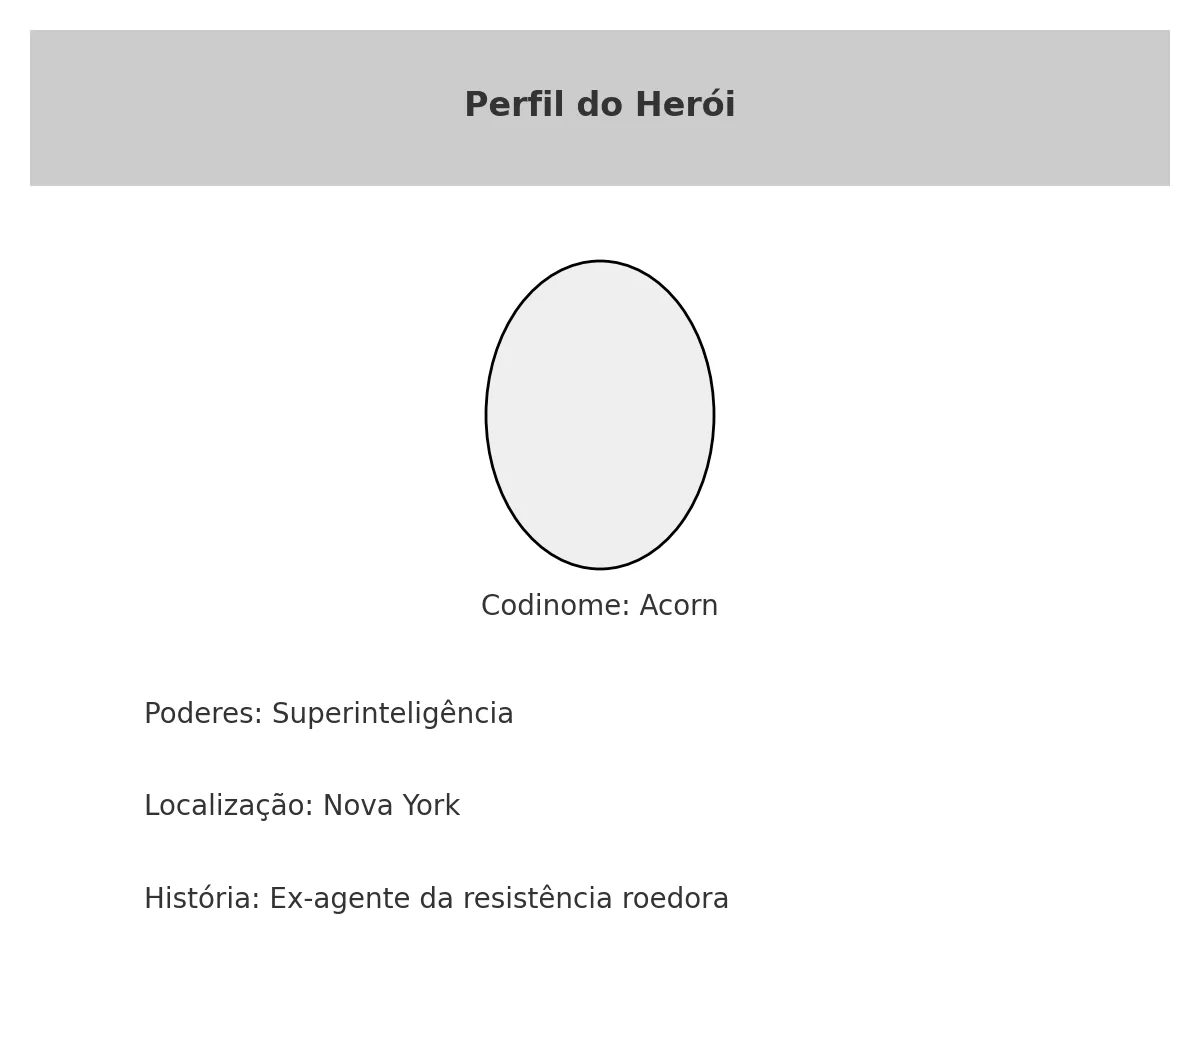 Perfil do Herói
Codinome: Acorn
Poderes: Superinteligência
Localização: Nova York
História: Ex-agente da resistência roedora